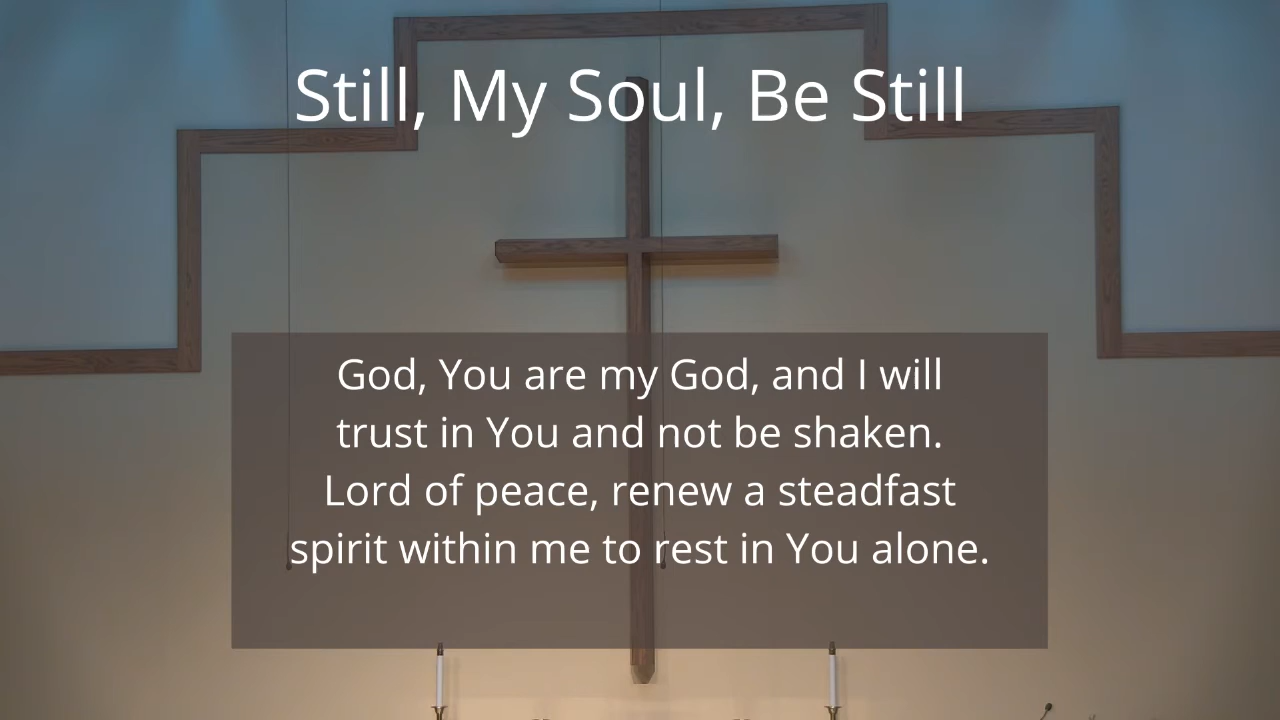 Still, My Soul, Be Still
God, You are my God, and I will
trust in You and not be shaken.
Lord of peace, renew a steadfast
spirit within me to rest in You alone.